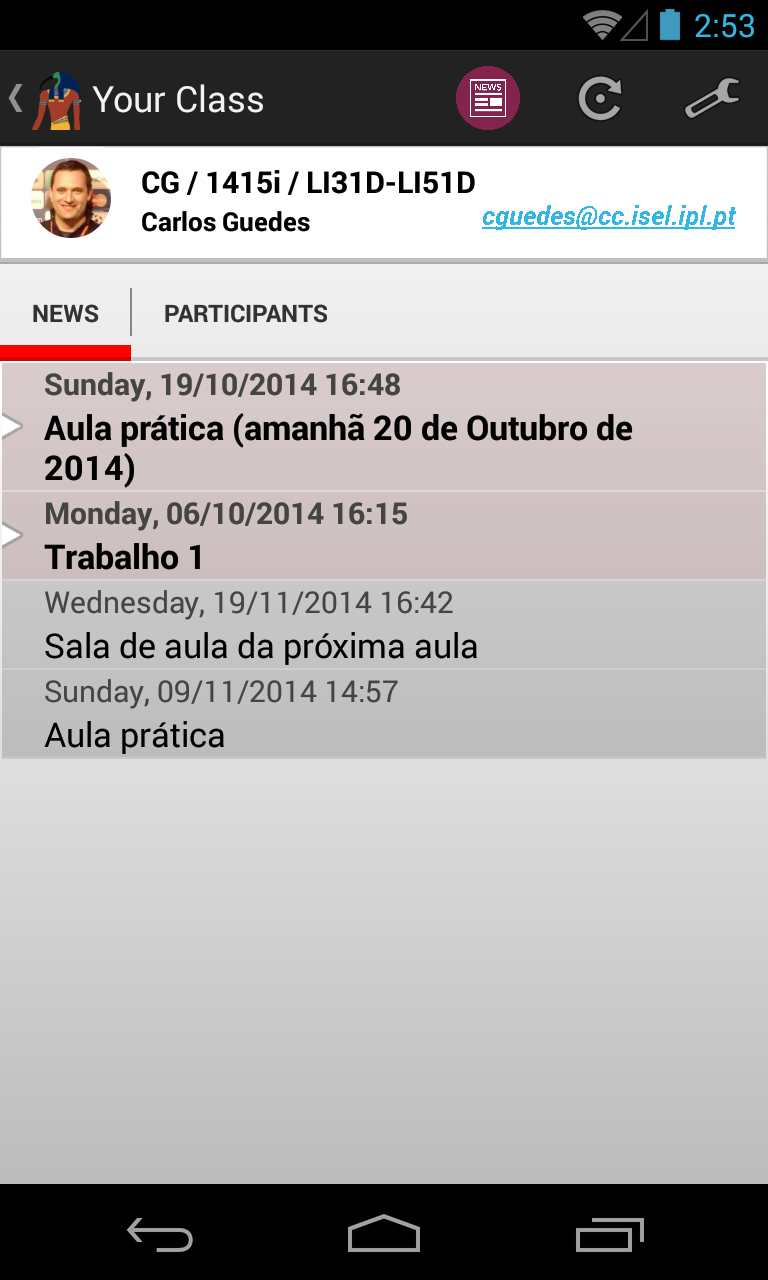 2:53
Your Class
NEWS
CG / 1415i / LI31D-LI51D
Carlos Guedes
cguedes@cc.isel.ipl.pt
NEWS
PARTICIPANTS
Sunday, 19/10/2014 16:48
Aula prática (amanhã 20 de Outubro de
2014)
Monday, 06/10/2014 16:15
Trabalho 1
Wednesday, 19/11/2014 16:42
Sala de aula da próxima aula
Sunday, 09/11/2014 14:57
Aula prática